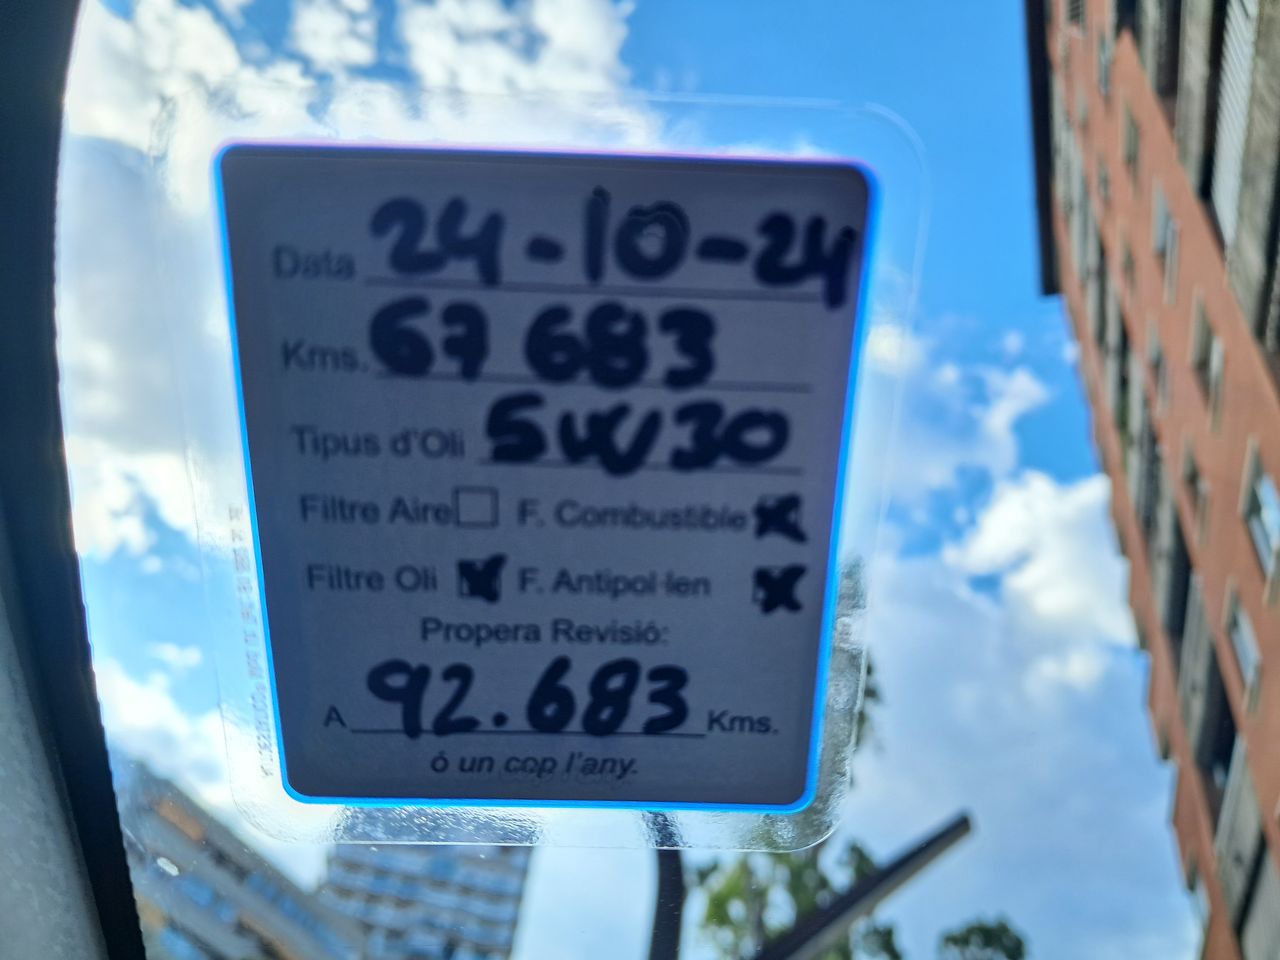 Data 24-10-24
Kms. 67 683
Tipus d'Oli 5W30
Filtre Aire F. Combustible
Filtre Oli F. Antipol·len
Propera Revisió:
A 92.683 Kms.
ó un cop l'any.